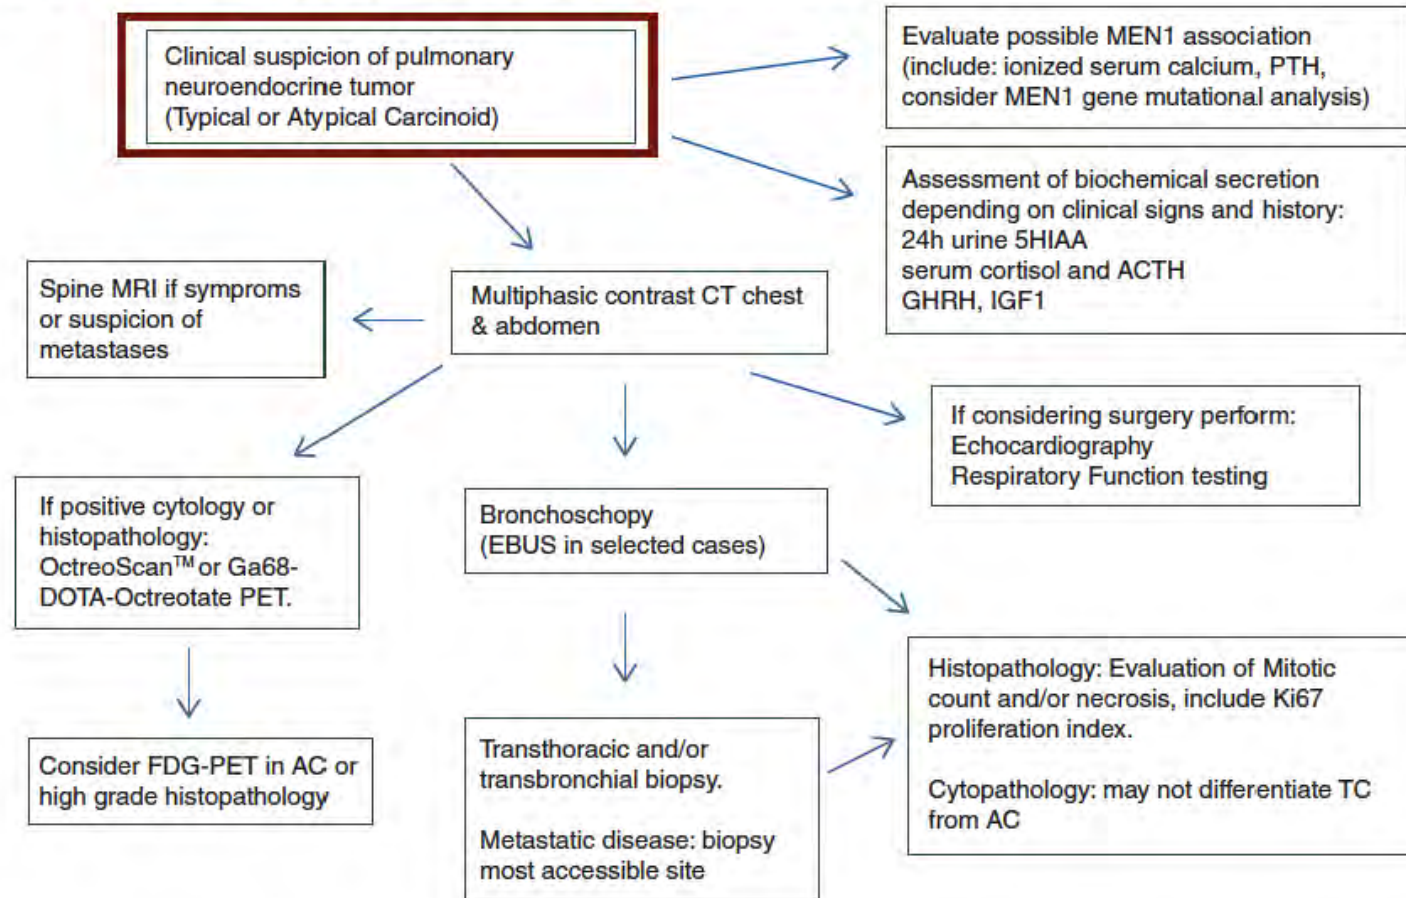 Clinical suspicion of pulmonary
neuroendocrine tumor
(Typical or Atypical Carcinoid)
Evaluate possible MEN1 association
(include: ionized serum calcium, PTH,
consider MEN1 gene mutational analysis)
Assessment of biochemical secretion
depending on clinical signs and history:
24h urine 5HIAA
serum cortisol and ACTH
GHRH, IGF1
Spine MRI if symproms
or suspicion of
metastases
Multiphasic contrast CT chest
& abdomen
If considering surgery perform:
Echocardiography
Respiratory Function testing
If positive cytology or
histopathology:
OctreoScan™ or Ga68-
DOTA-Octreotate PET.
Bronchoschopy
(EBUS in selected cases)
Histopathology: Evaluation of Mitotic
count and/or necrosis, include Ki67
proliferation index.
Cytopathology: may not differentiate TC
from AC
Consider FDG-PET in AC or
high grade histopathology
Transthoracic and/or
transbronchial biopsy.
Metastatic disease: biopsy
most accessible site